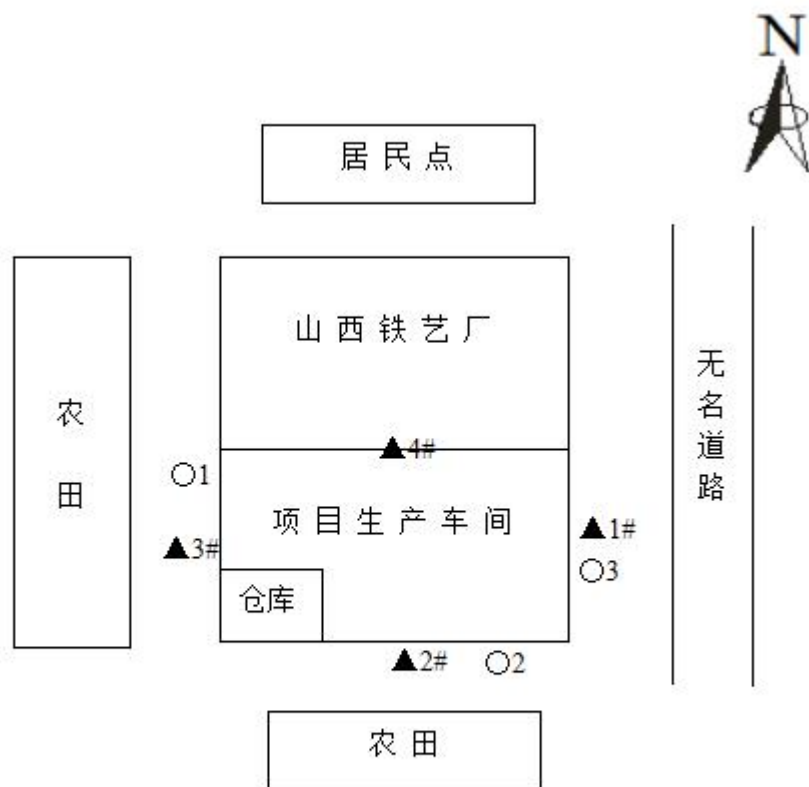 N
居民点
山西铁艺厂
无名道路
农田
▲4#
○1
项目生产车间
▲1#
▲3#
○3
仓库
▲2#
○2
农田